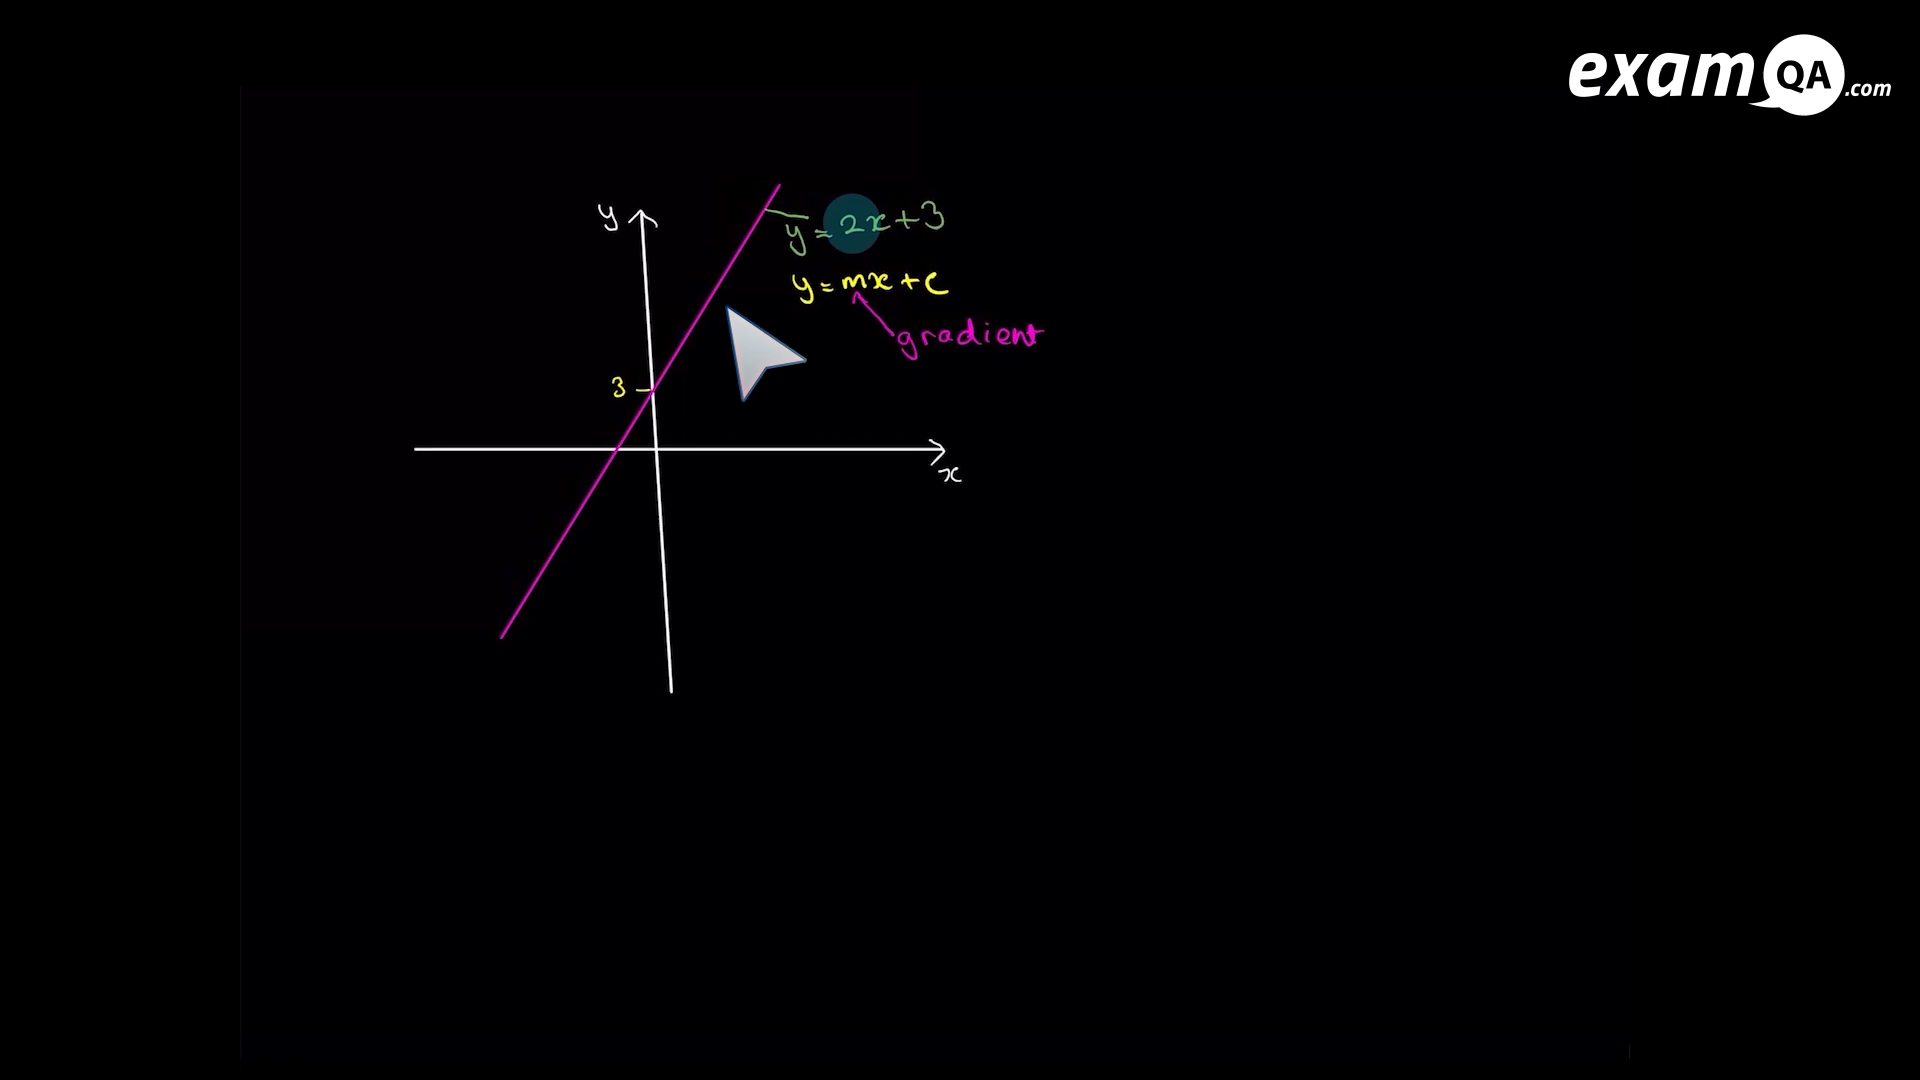 examQA.com
y
y = 2x + 3
y = mx + c
gradient
3
x